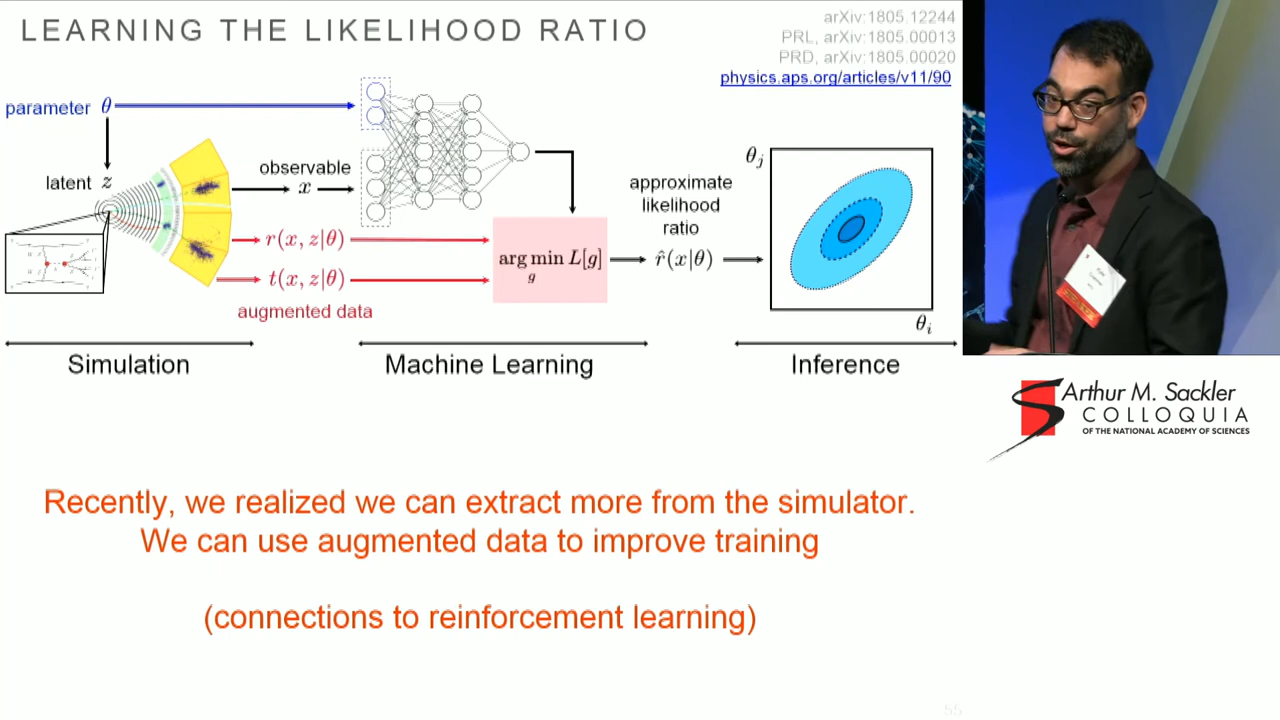 LEARNING THE LIKELIHOOD RATIO
arXiv:1805.12244
PRL, arXiv:1805.00013
PRD, arXiv:1805.00020
physics.aps.org/articles/v11/90
parameter θ
latent z
observable
x
r(x, z|θ)
t(x, z|θ)
augmented data
arg min L[g]
g
approximate
likelihood
ratio
r̂(x|θ)
θj
θi
Simulation
Machine Learning
Inference
Arthur M. Sackler
COLLOQUIA
OF THE NATIONAL ACADEMY OF SCIENCES
Recently, we realized we can extract more from the simulator.
We can use augmented data to improve training
(connections to reinforcement learning)
55